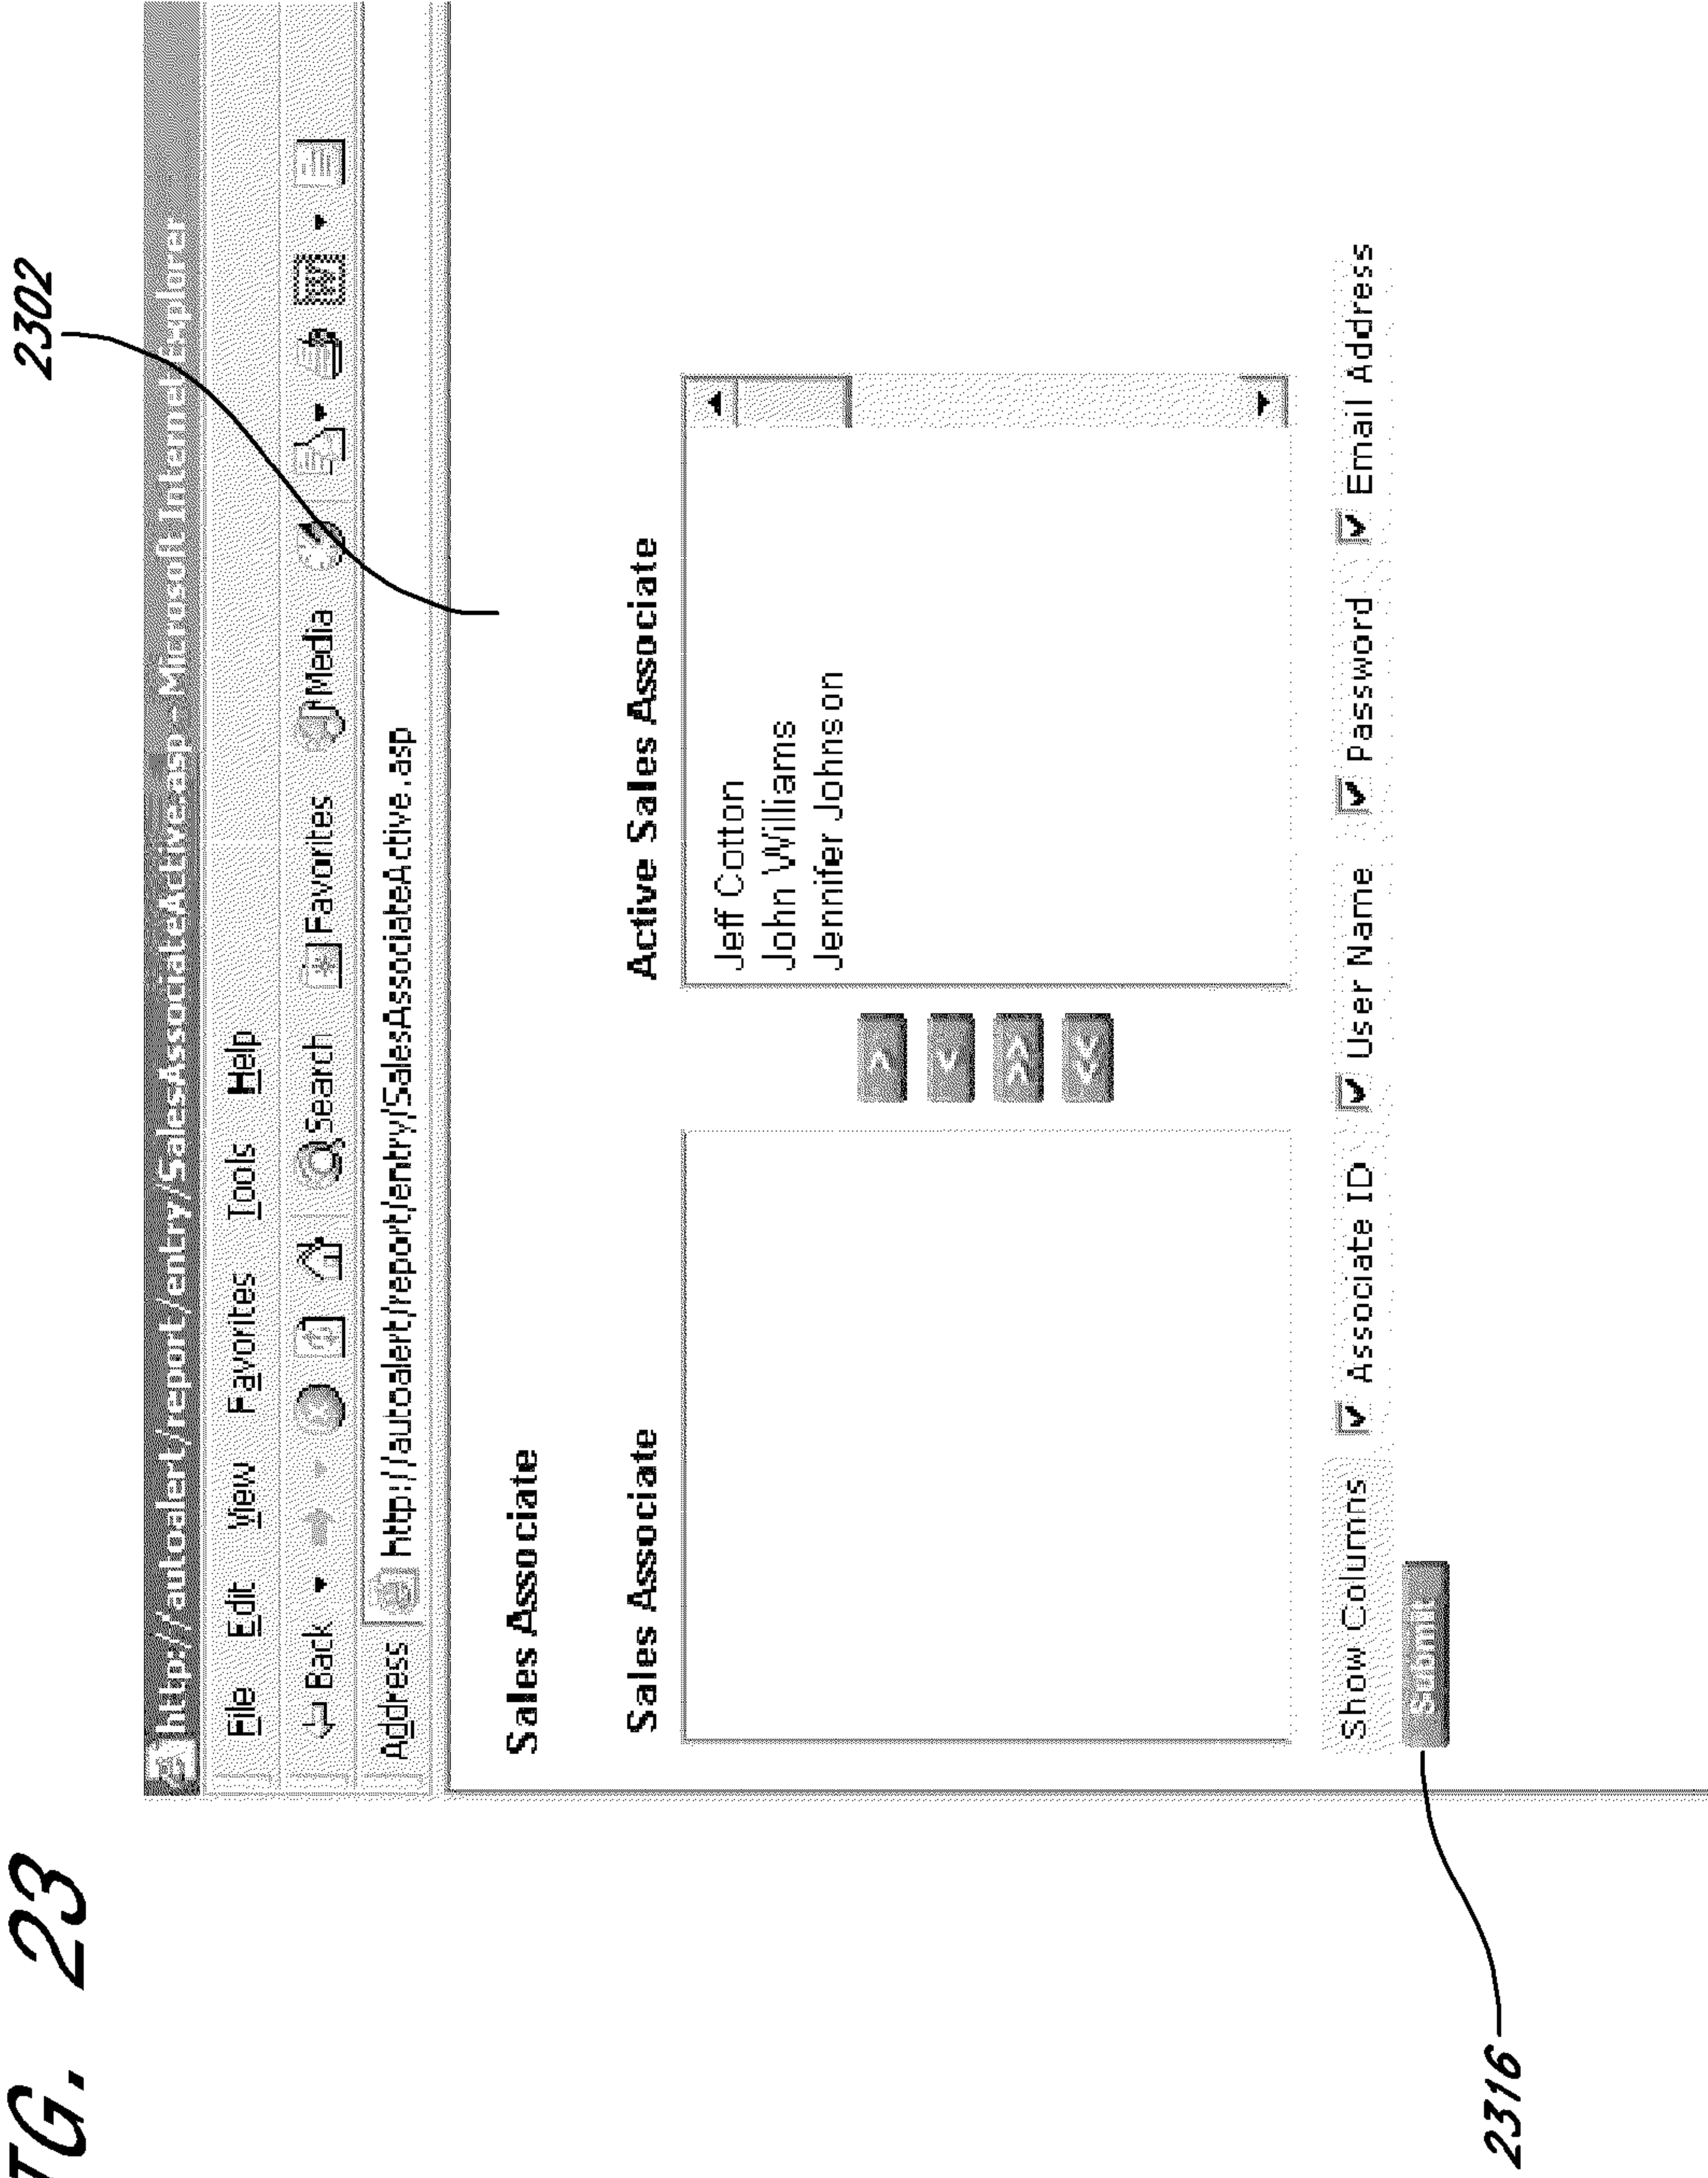 FIG. 23
2302
http://autoalert/report/entry/SalesAssociateActive.asp - Microsoft Internet Explorer
File Edit View Favorites Tools Help
Back Search Favorites Media W
Address http://autoalert/report/entry/SalesAssociateActive.asp
Sales Associate
Sales Associate Active Sales Associate
Jeff Cotton
John Williams
Jennifer Johnson
>
<
>>
<<
Show Columns Associate ID User Name Password Email Address
Submit
2316